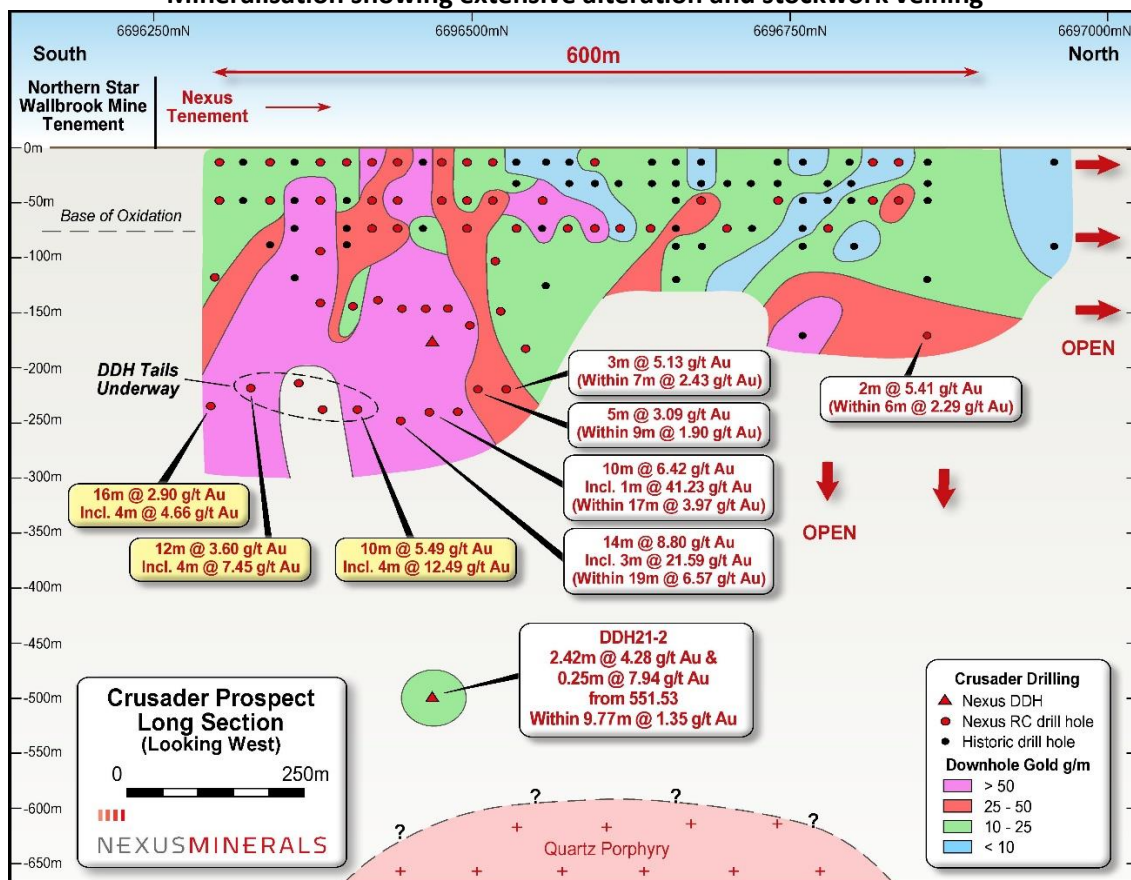 Mineralisation showing extensive alteration and stockwork veining
6696250mN
6696500mN
6696750mN
6697000mN
South
600m
North
Northern Star
Wallbrook Mine
Tenement
Nexus
Tenement
0m
-50m
Base of Oxidation
-100m
-150m
-200m
-250m
-300m
-350m
-400m
-450m
-500m
-550m
-600m
-650m
OPEN
DDH Tails
Underway
3m @ 5.13 g/t Au
(Within 7m @ 2.43 g/t Au)
2m @ 5.41 g/t Au
(Within 6m @ 2.29 g/t Au)
5m @ 3.09 g/t Au
(Within 9m @ 1.90 g/t Au)
10m @ 6.42 g/t Au
Incl. 1m @ 41.23 g/t Au
(Within 17m @ 3.97 g/t Au)
OPEN
16m @ 2.90 g/t Au
Incl. 4m @ 4.66 g/t Au
12m @ 3.60 g/t Au
Incl. 4m @ 7.45 g/t Au
10m @ 5.49 g/t Au
Incl. 4m @ 12.49 g/t Au
14m @ 8.80 g/t Au
Incl. 3m @ 21.59 g/t Au
(Within 19m @ 6.57 g/t Au)
DDH21-2
2.42m @ 4.28 g/t Au &
0.25m @ 7.94 g/t Au
from 551.53
Within 9.77m @ 1.35 g/t Au
Crusader Prospect
Long Section
(Looking West)
0 250m
NEXUSMINERALS
? ? ? ? ?
Quartz Porphyry
Crusader Drilling
Nexus DDH
Nexus RC drill hole
Historic drill hole
Downhole Gold g/m
> 50
25 - 50
10 - 25
< 10